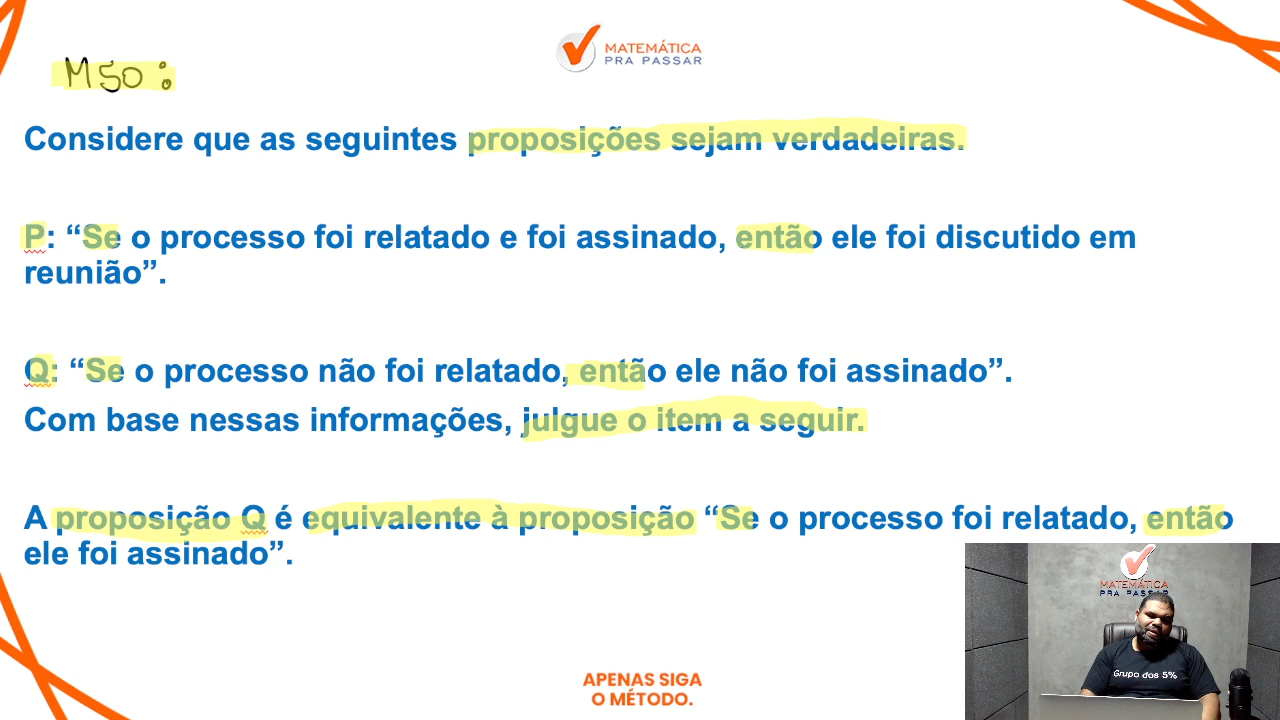 MATEMÁTICA
PRA PASSAR
M50:
Considere que as seguintes proposições sejam verdadeiras.
P: “Se o processo foi relatado e foi assinado, então ele foi discutido em
reunião”.
Q: “Se o processo não foi relatado, então ele não foi assinado”.
Com base nessas informações, julgue o item a seguir.
A proposição Q é equivalente à proposição “Se o processo foi relatado, então
ele foi assinado”.
MATEMÁTICA
PRA PASSAR
Grupo dos 5%
APENAS SIGA
O MÉTODO.